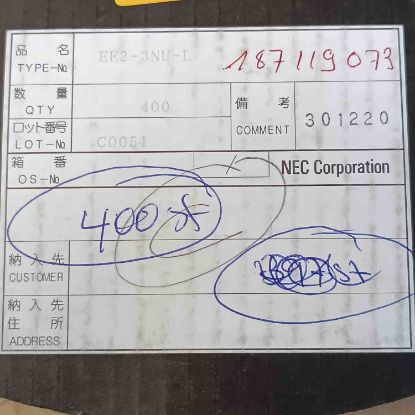 品名 EE2-3NU-L 187119073
TYPE-No
数量 400 備考 301220
QTY COMMENT
ロット番号 C0051
LOT-No
箱番 NEC Corporation
OS-No
400
納入先
CUSTOMER
納入先
住所
ADDRESS